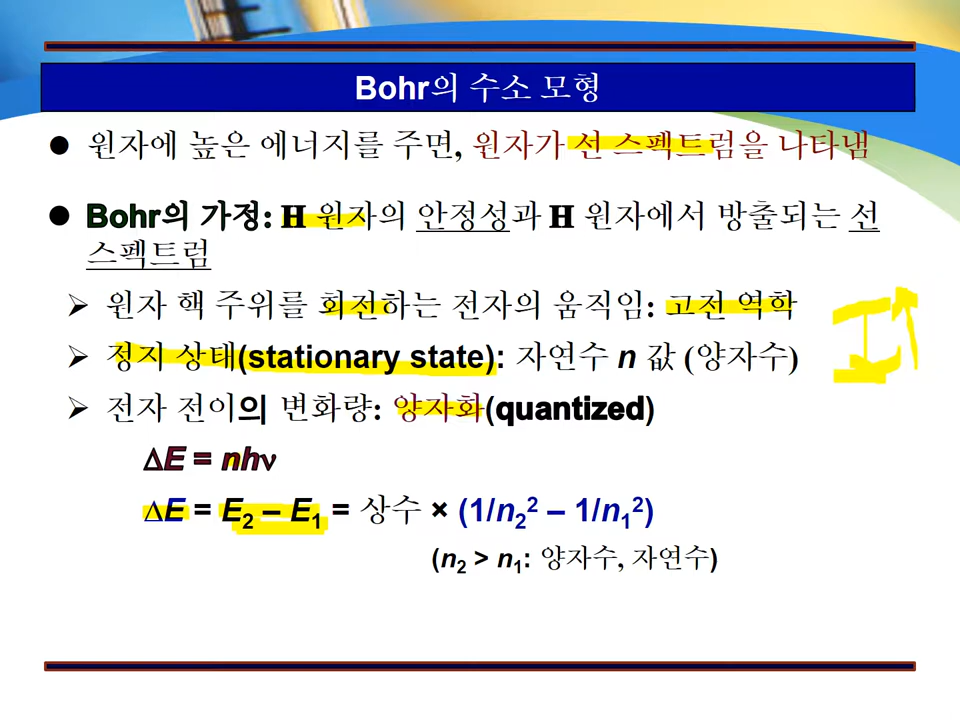 Bohr의 수소 모형
● 원자에 높은 에너지를 주면, 원자가 선 스펙트럼을 나타냄
● Bohr의 가정: H 원자의 안정성과 H 원자에서 방출되는 선
스펙트럼
➢ 원자 핵 주위를 회전하는 전자의 움직임: 고전 역학
➢ 정지 상태(stationary state): 자연수 n 값 (양자수)
➢ 전자 전이의 변화량: 양자화(quantized)
ΔE = nhν
ΔE = E₂ – E₁ = 상수 × (1/n₂² – 1/n₁²)
(n₂ > n₁: 양자수, 자연수)